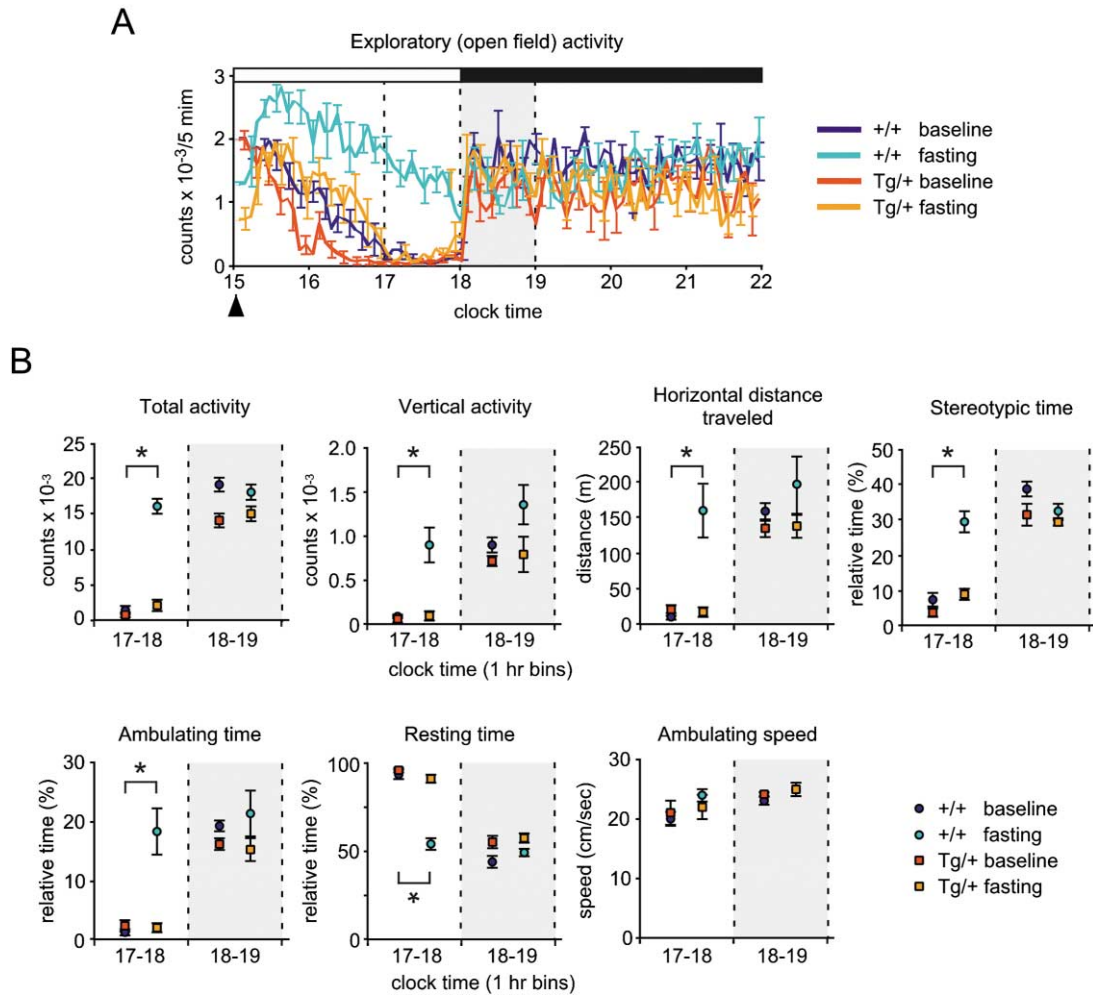 A
Exploratory (open field) activity
counts x 10⁻³/5 mim
3
2
1
0
15 16 17 18 19 20 21 22
clock time
+/+ baseline
+/+ fasting
Tg/+ baseline
Tg/+ fasting
B
Total activity
counts x 10⁻³
25
20
15
10
5
0
*
17-18 18-19
Vertical activity
counts x 10⁻³
2.0
1.5
1.0
0.5
0
*
17-18 18-19
Horizontal distance
traveled
distance (m)
250
200
150
100
50
0
*
17-18 18-19
Stereotypic time
relative time (%)
50
40
30
20
10
0
*
17-18 18-19
clock time (1 hr bins)
Ambulating time
relative time (%)
30
20
10
0
*
17-18 18-19
Resting time
relative time (%)
100
50
0
*
17-18 18-19
Ambulating speed
speed (cm/sec)
30
20
10
0
17-18 18-19
clock time (1 hr bins)
+/+ baseline
+/+ fasting
Tg/+ baseline
Tg/+ fasting